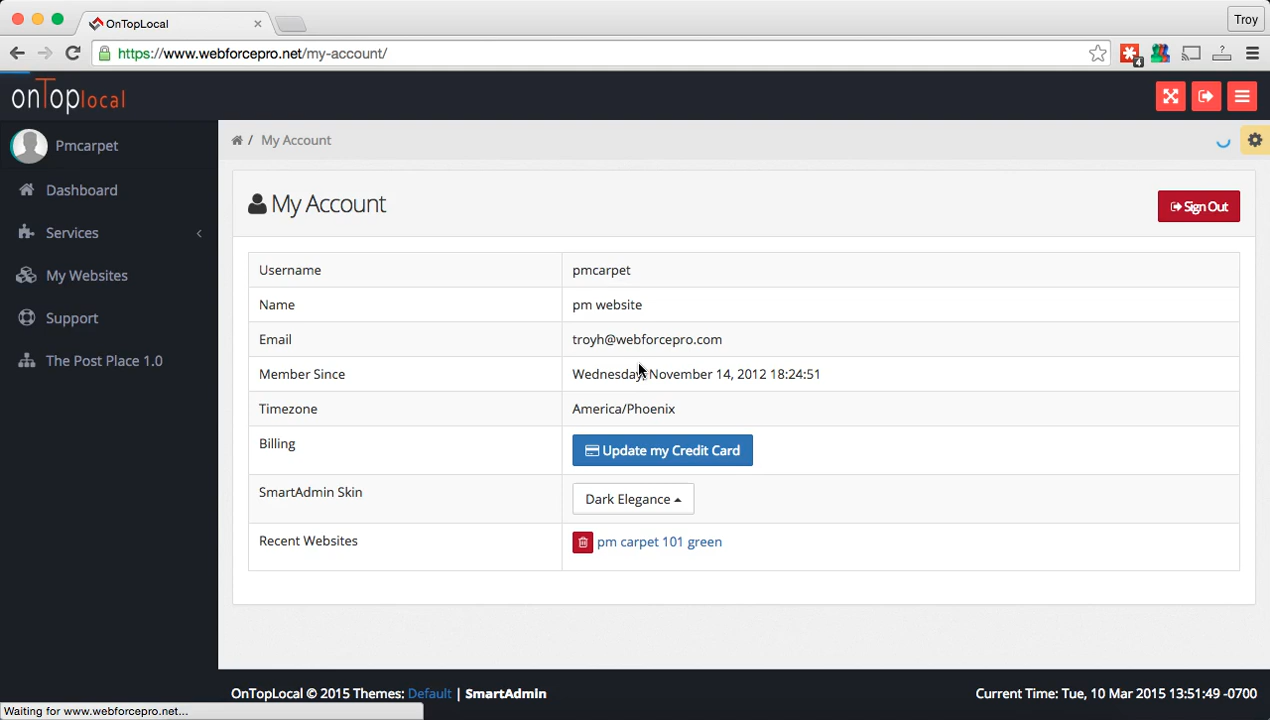 OnTopLocal
Troy
https://www.webforcepro.net/my-account/
4
onToplocal
Pmcarpet
/ My Account
Dashboard
Services
My Websites
Support
The Post Place 1.0
My Account
Sign Out
Username pmcarpet
Name pm website
Email troyh@webforcepro.com
Member Since Wednesday, November 14, 2012 18:24:51
Timezone America/Phoenix
Billing Update my Credit Card
SmartAdmin Skin Dark Elegance
Recent Websites pm carpet 101 green
OnTopLocal © 2015 Themes: Default | SmartAdmin
Current Time: Tue, 10 Mar 2015 13:51:49 -0700
Waiting for www.webforcepro.net...